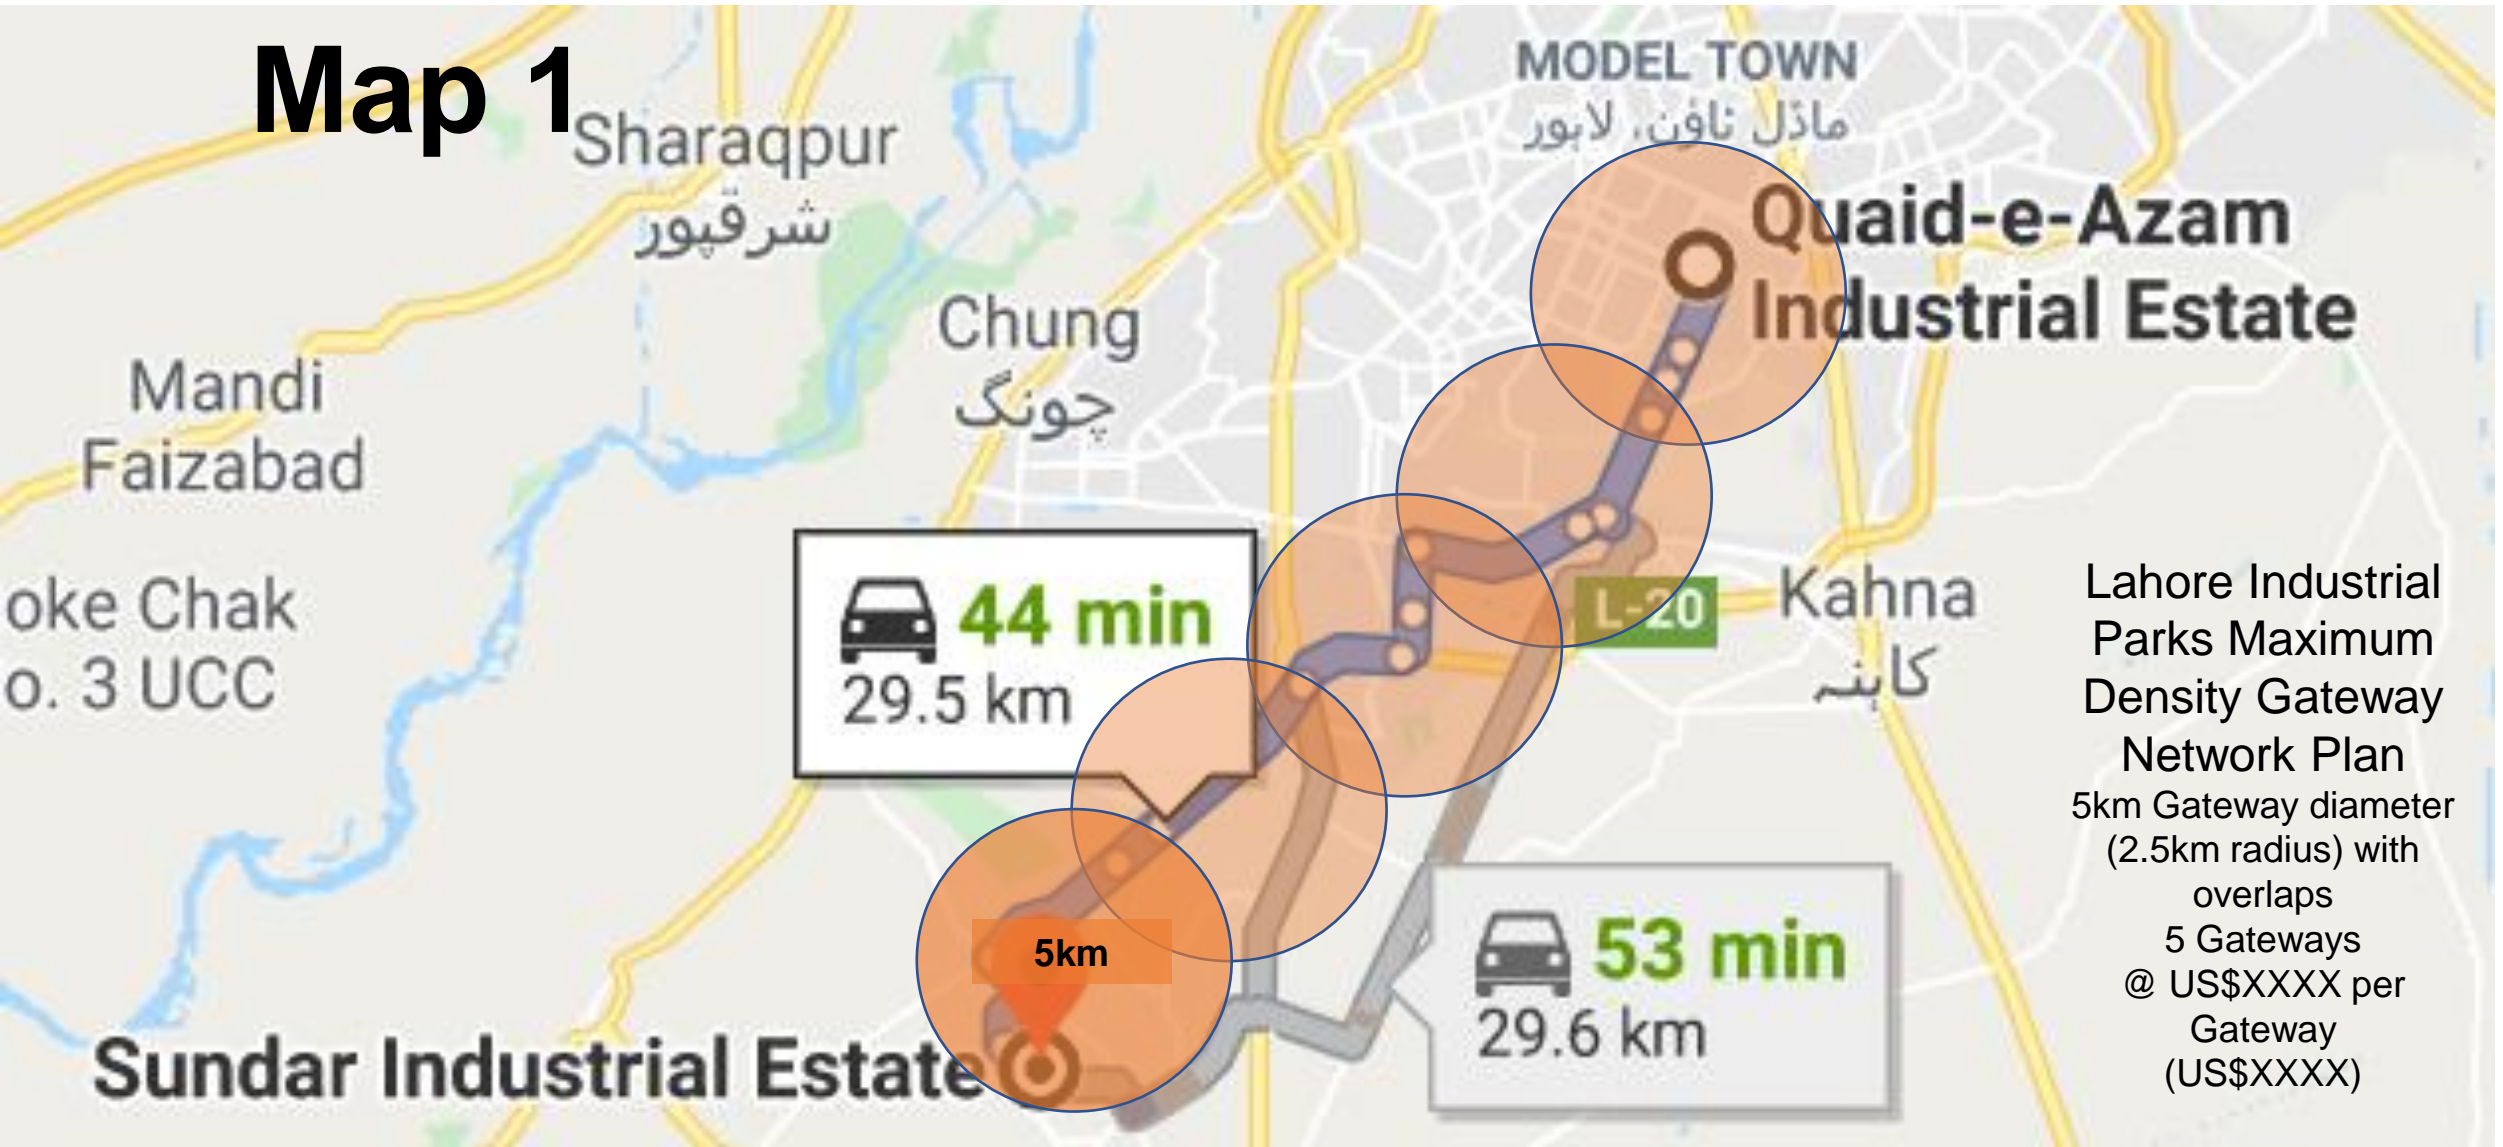 Map 1
MODEL TOWN
ماڈل ٹاؤن، لاہور
Sharaqpur
شرقپور
Quaid-e-Azam
Industrial Estate
Chung
چونگ
Mandi
Faizabad
oke Chak
o. 3 UCC
44 min
29.5 km
L-20
Kahna
کاہنہ
Lahore Industrial
Parks Maximum
Density Gateway
Network Plan
5km Gateway diameter
(2.5km radius) with
overlaps
5 Gateways
@ US$XXXX per
Gateway
(US$XXXX)
5km
53 min
29.6 km
Sundar Industrial Estate